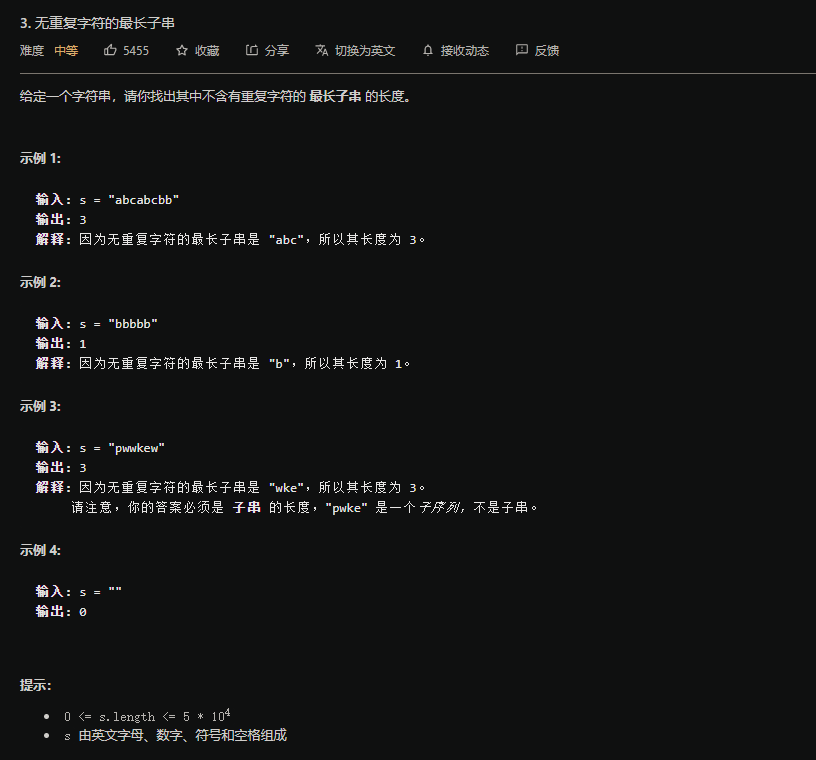 3. 无重复字符的最长子串
难度 中等 5455 收藏 分享 切换为英文 接收动态 反馈
给定一个字符串，请你找出其中不含有重复字符的 最长子串 的长度。
示例 1:
输入: s = "abcabcbb"
输出: 3
解释: 因为无重复字符的最长子串是 "abc"，所以其长度为 3。
示例 2:
输入: s = "bbbbb"
输出: 1
解释: 因为无重复字符的最长子串是 "b"，所以其长度为 1。
示例 3:
输入: s = "pwwkew"
输出: 3
解释: 因为无重复字符的最长子串是 "wke"，所以其长度为 3。
请注意，你的答案必须是 子串 的长度，"pwke" 是一个子序列，不是子串。
示例 4:
输入: s = ""
输出: 0
提示：
• 0 <= s.length <= 5 * 10⁴
• s 由英文字母、数字、符号和空格组成